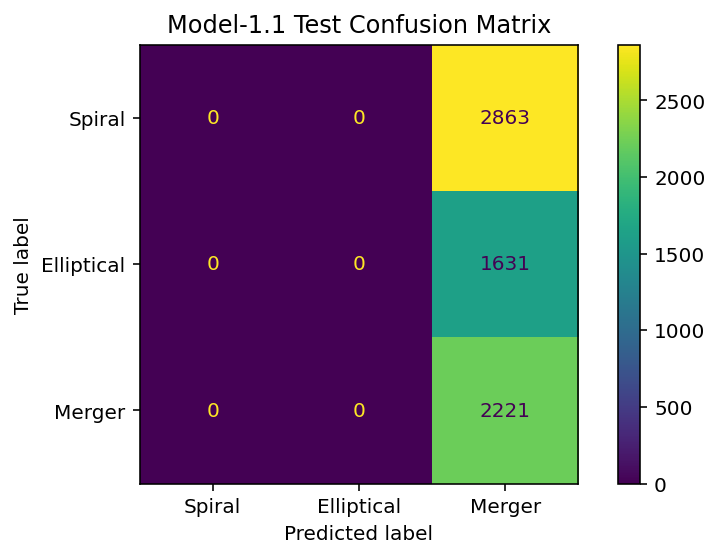 Model-1.1 Test Confusion Matrix
Spiral
0
0
2863
Elliptical
0
0
1631
Merger
0
0
2221
Spiral
Elliptical
Merger
Predicted label
True label
2500
2000
1500
1000
500
0